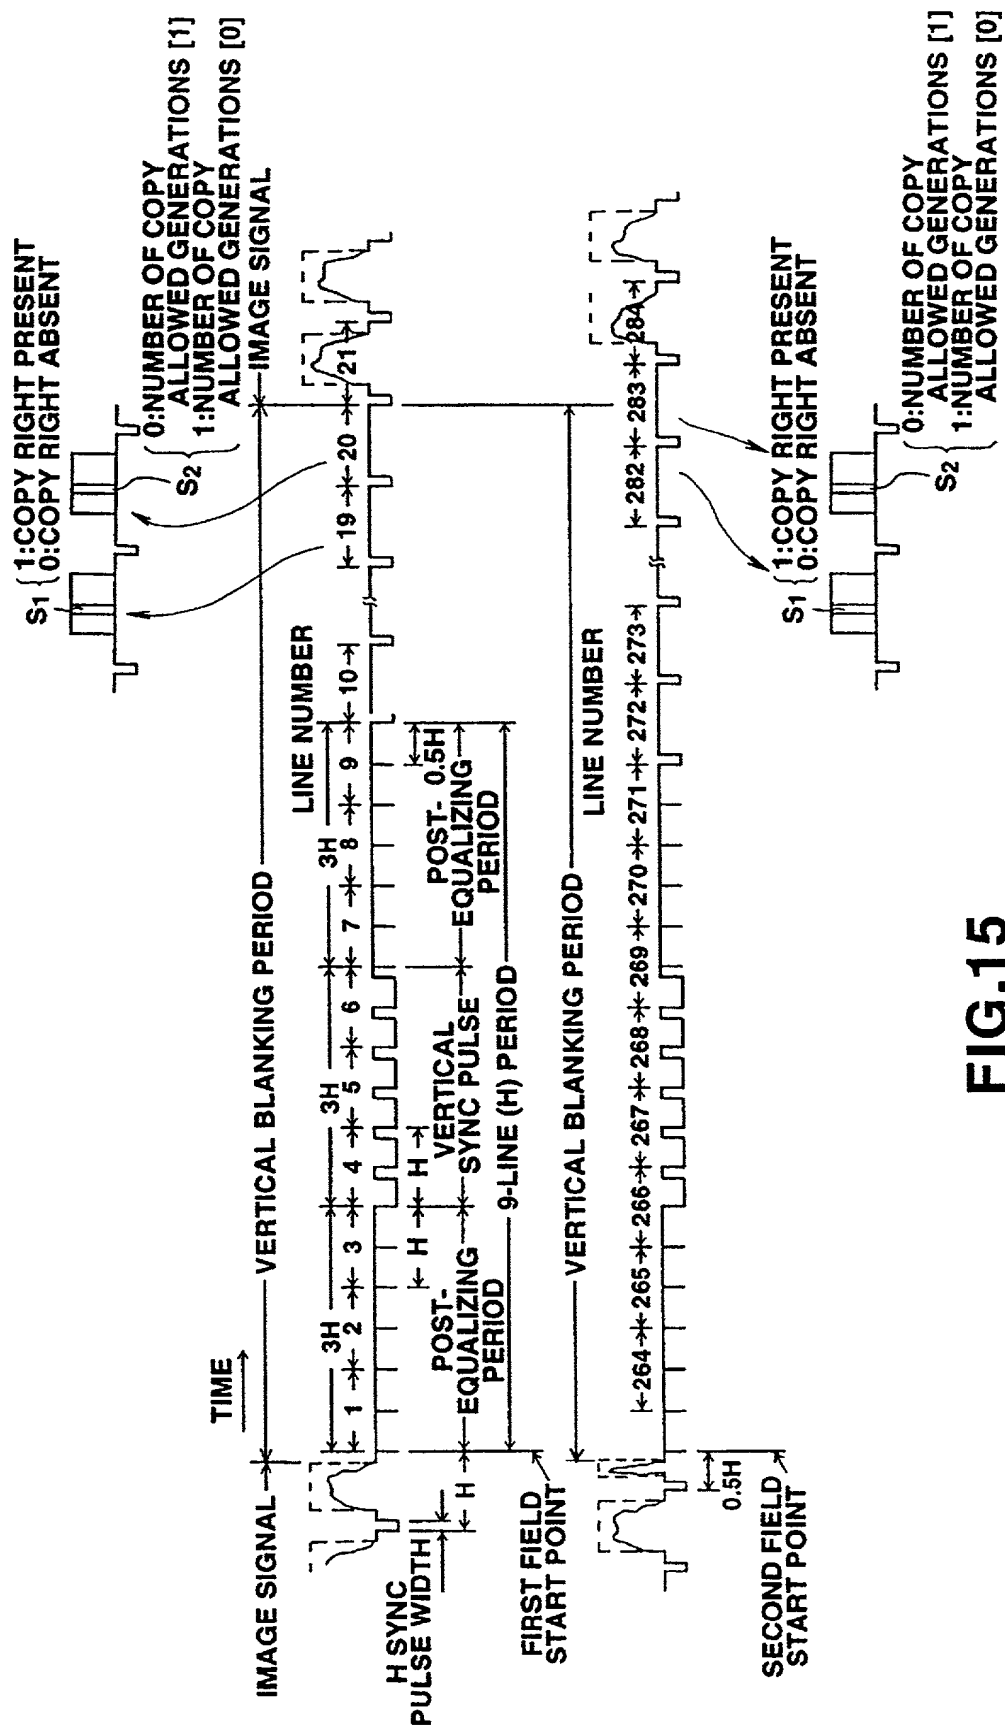 1:COPY RIGHT PRESENT
0:COPY RIGHT ABSENT
S1
S2
0:NUMBER OF COPY
ALLOWED GENERATIONS [1]
1:NUMBER OF COPY
ALLOWED GENERATIONS [0]
TIME
IMAGE SIGNAL
VERTICAL BLANKING PERIOD
IMAGE SIGNAL
LINE NUMBER
3H
3H
3H
1 2 3 4 5 6 7 8 9 10 19 20 21
H SYNC
PULSE WIDTH
H
H
H
0.5H
POST-
EQUALIZING
PERIOD
VERTICAL
SYNC PULSE
POST-
EQUALIZING
PERIOD
9-LINE (H) PERIOD
FIRST FIELD
START POINT
VERTICAL BLANKING PERIOD
LINE NUMBER
264 265 266 267 268 269 270 271 272 273 282 283 284
0.5H
SECOND FIELD
START POINT
1:COPY RIGHT PRESENT
0:COPY RIGHT ABSENT
S1
S2
0:NUMBER OF COPY
ALLOWED GENERATIONS [1]
1:NUMBER OF COPY
ALLOWED GENERATIONS [0]
FIG.15